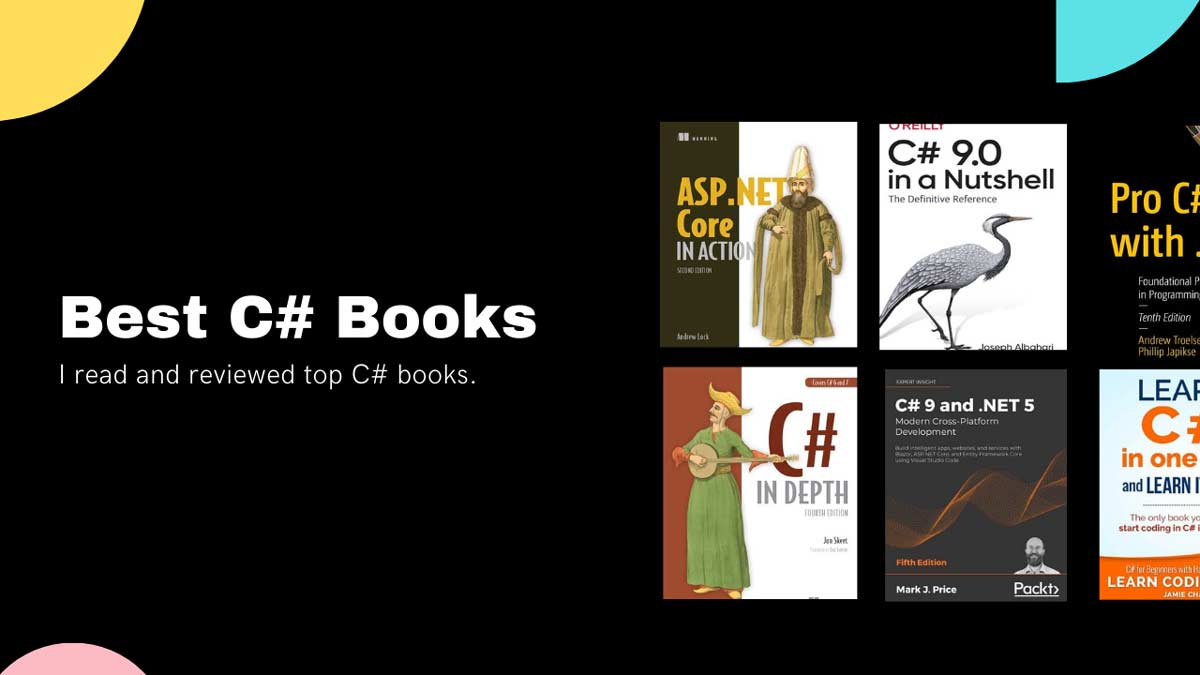 Best C# Books
I read and reviewed top C# books.
MANNING
ASP.NET
Core
IN ACTION
SECOND EDITION
Andrew Lock
O'REILLY
C# 9.0
in a Nutshell
The Definitive Reference
Joseph Albahari
Pro C#
with .
Foundational P
in Programming
Tenth Edition
Andrew Troelse
Phillip Japikse
Covers C# 6 and 7
C#
IN DEPTH
FOURTH EDITION
Jon Skeet
EXPERT INSIGHT
C# 9 and .NET 5
Modern Cross-Platform
Development
Build intelligent apps, websites, and services with
Blazor, ASP.NET Core, and Entity Framework Core
using Visual Studio Code
Fifth Edition
Mark J. Price
Packt>
LEAR
C#
in one
and LEARN IT
The only book yo
start coding in C# i
C# for Beginners with Ha
LEARN CODI
JAMIE CHA